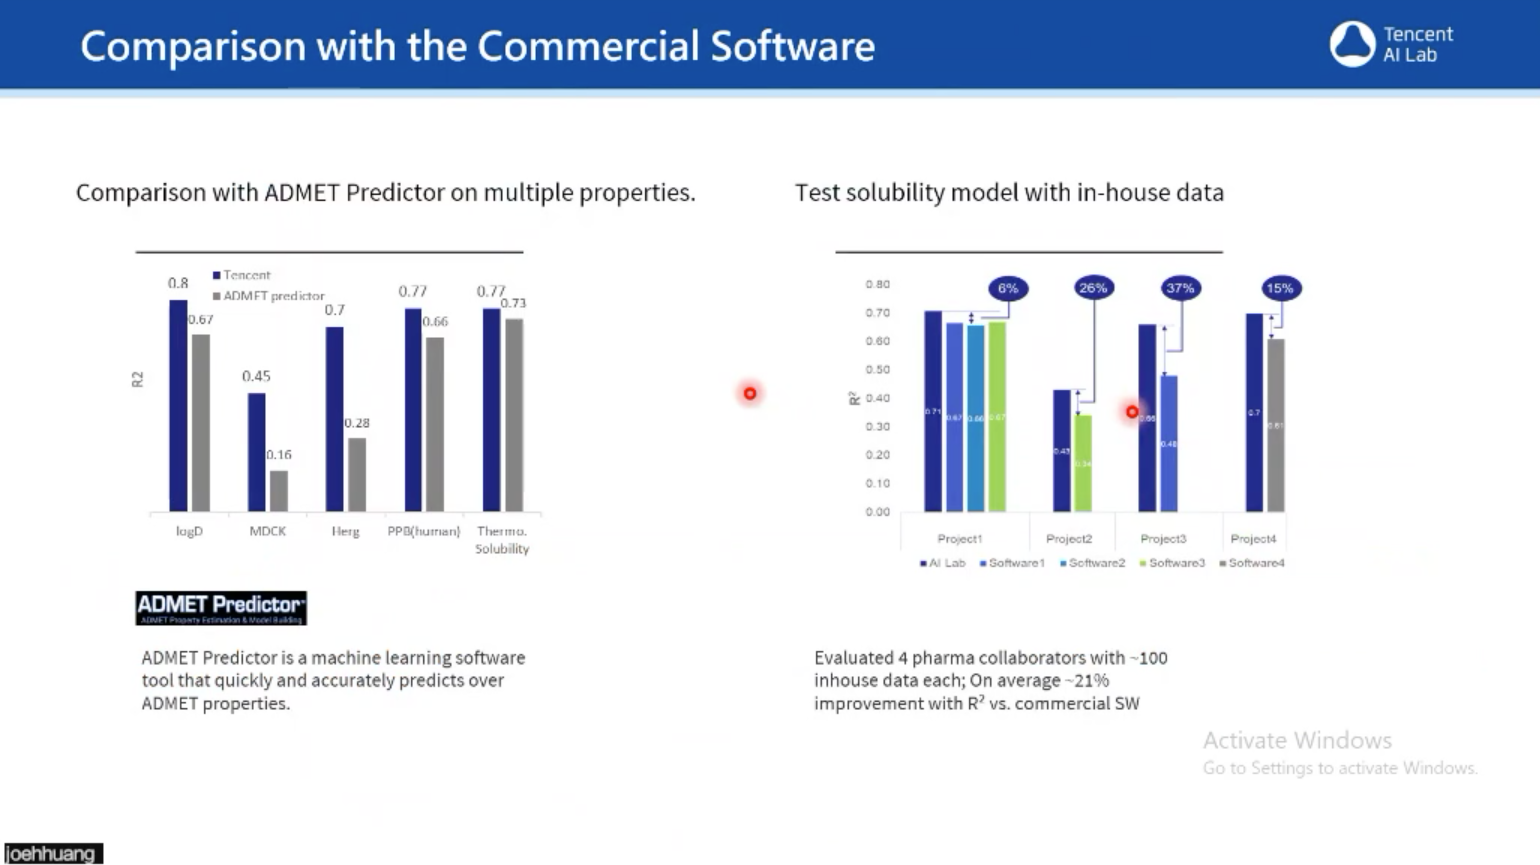 Comparison with the Commercial Software
Tencent
AI Lab
Comparison with ADMET Predictor on multiple properties.
Tencent
ADMET predictor
0.8
0.67
0.45
0.16
0.7
0.28
0.77
0.66
0.77
0.73
R2
logD
MDCK
Herg
PPB(human)
Thermo.
Solubility
ADMET Predictor
ADMET Property Estimation & Model Building
ADMET Predictor is a machine learning software
tool that quickly and accurately predicts over
ADMET properties.
Test solubility model with in-house data
6%
26%
37%
15%
0.80
0.70
0.60
0.50
0.40
0.30
0.20
0.10
0.00
R²
0.71
0.67
0.66
0.67
0.43
0.34
0.66
0.48
0.7
0.61
Project1
Project2
Project3
Project4
AI Lab
Software1
Software2
Software3
Software4
Evaluated 4 pharma collaborators with ~100
inhouse data each; On average ~21%
improvement with R² vs. commercial SW
Activate Windows
Go to Settings to activate Windows.
joehhuang